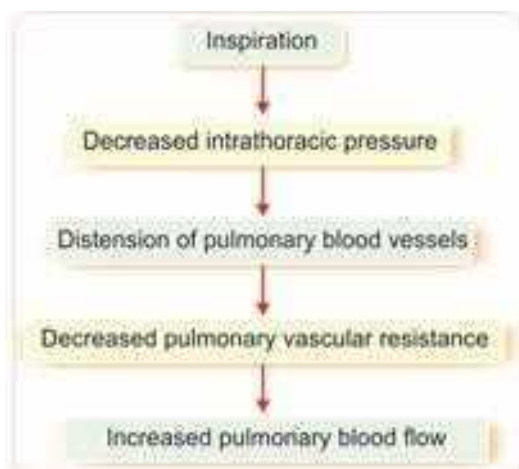 Inspiration
Decreased intrathoracic pressure
Distension of pulmonary blood vessels
Decreased pulmonary vascular resistance
Increased pulmonary blood flow